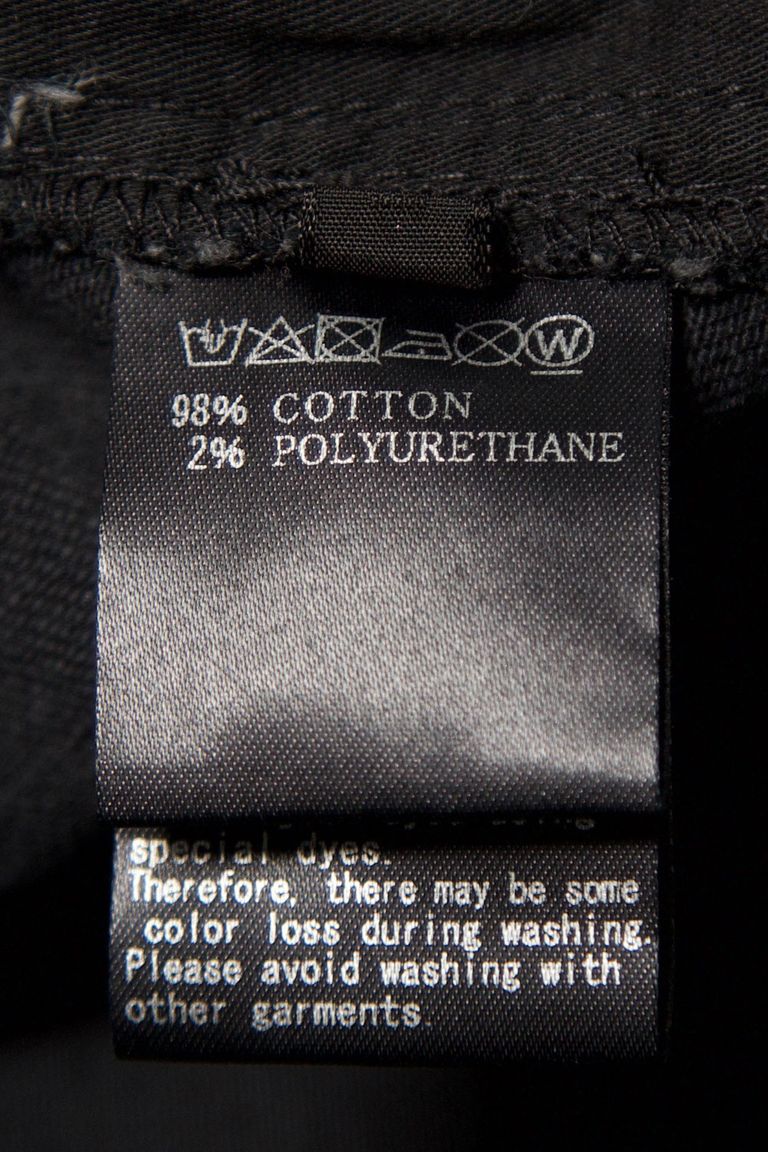 W
98% COTTON
2% POLYURETHANE
special dyes.
Therefore, there may be some
color loss during washing.
Please avoid washing with
other garments.